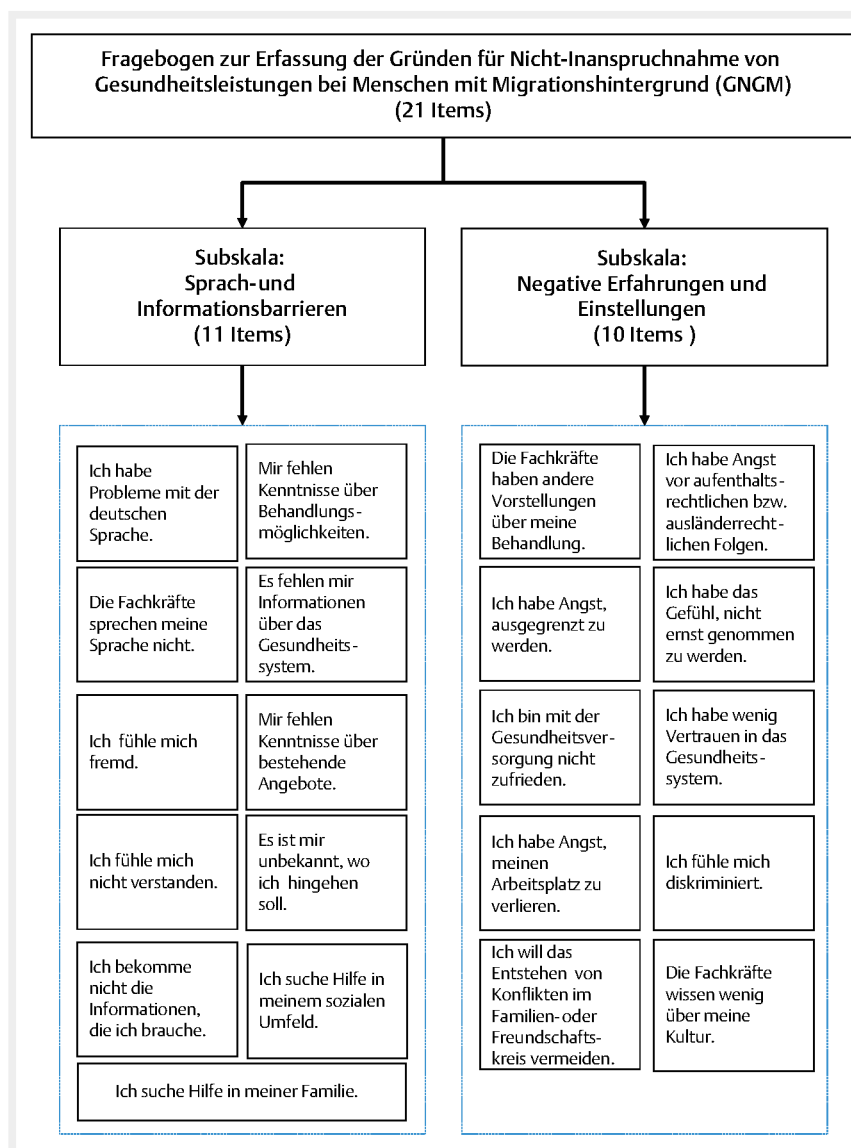 Fragebogen zur Erfassung der Gründen für Nicht-Inanspruchnahme von
Gesundheitsleistungen bei Menschen mit Migrationshintergrund (GNGM)
(21 Items)
Subskala:
Sprach-und
Informationsbarrieren
(11 Items)
Subskala:
Negative Erfahrungen und
Einstellungen
(10 Items )
Ich habe
Probleme mit der
deutschen
Sprache.
Mir fehlen
Kenntnisse über
Behandlungs-
möglichkeiten.
Die Fachkräfte
sprechen meine
Sprache nicht.
Es fehlen mir
Informationen
über das
Gesundheits-
system.
Ich fühle mich
fremd.
Mir fehlen
Kenntnisse über
bestehende
Angebote.
Ich fühle mich
nicht verstanden.
Es ist mir
unbekannt, wo
ich hingehen
soll.
Ich bekomme
nicht die
Informationen,
die ich brauche.
Ich suche Hilfe in
meinem sozialen
Umfeld.
Ich suche Hilfe in meiner Familie.
Die Fachkräfte
haben andere
Vorstellungen
über meine
Behandlung.
Ich habe Angst
vor aufenthalts-
rechtlichen bzw.
ausländerrecht-
lichen Folgen.
Ich habe Angst,
ausgegrenzt zu
werden.
Ich habe das
Gefühl, nicht
ernst genommen
zu werden.
Ich bin mit der
Gesundheitsver-
sorgung nicht
zufrieden.
Ich habe wenig
Vertrauen in das
Gesundheits-
system.
Ich habe Angst,
meinen
Arbeitsplatz zu
verlieren.
Ich fühle mich
diskriminiert.
Ich will das
Entstehen von
Konflikten im
Familien-oder
Freundschafts-
kreis vermeiden.
Die Fachkräfte
wissen wenig
über meine
Kultur.